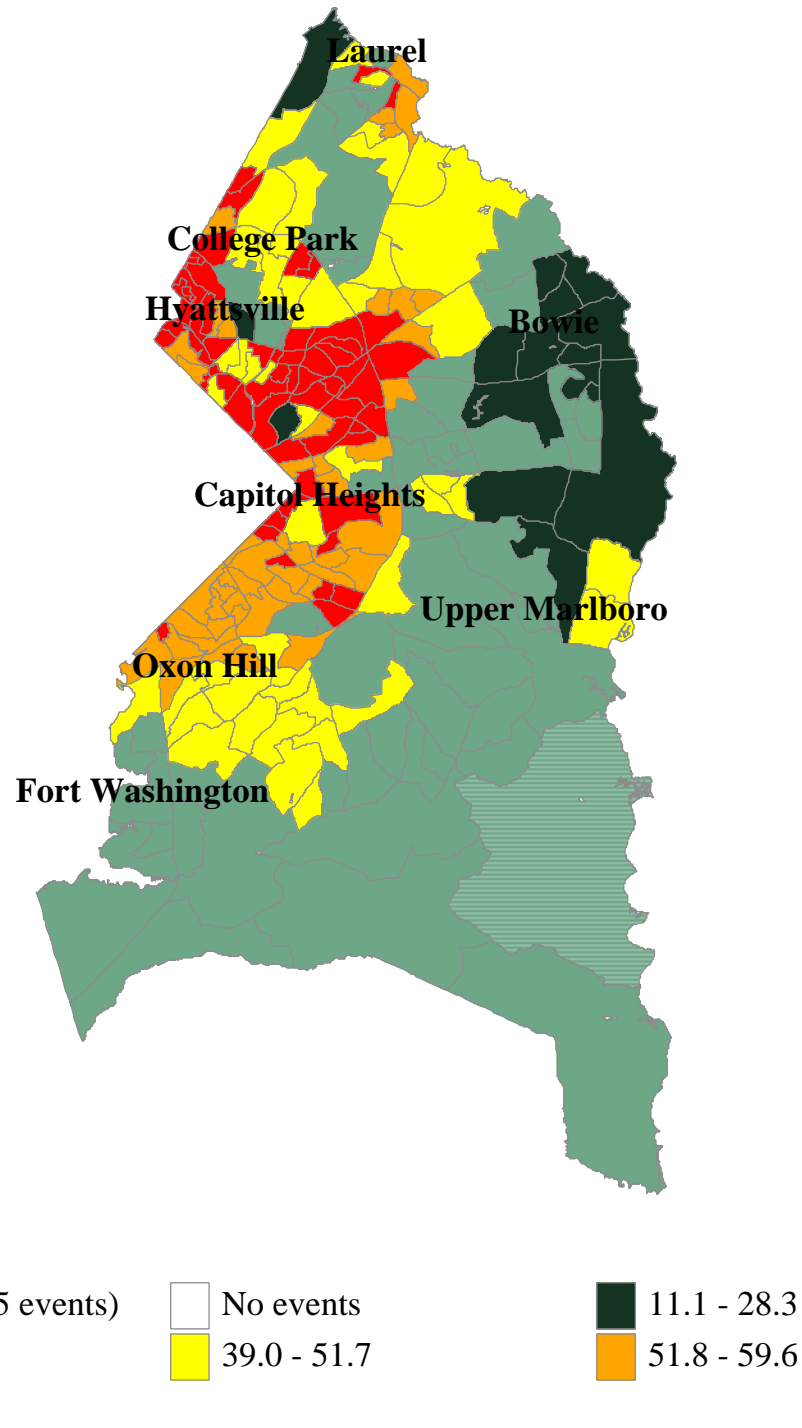 Laurel
College Park
Hyattsville
Bowie
Capitol Heights
Upper Marlboro
Oxon Hill
Fort Washington
5 events)
No events
11.1 - 28.3
39.0 - 51.7
51.8 - 59.6